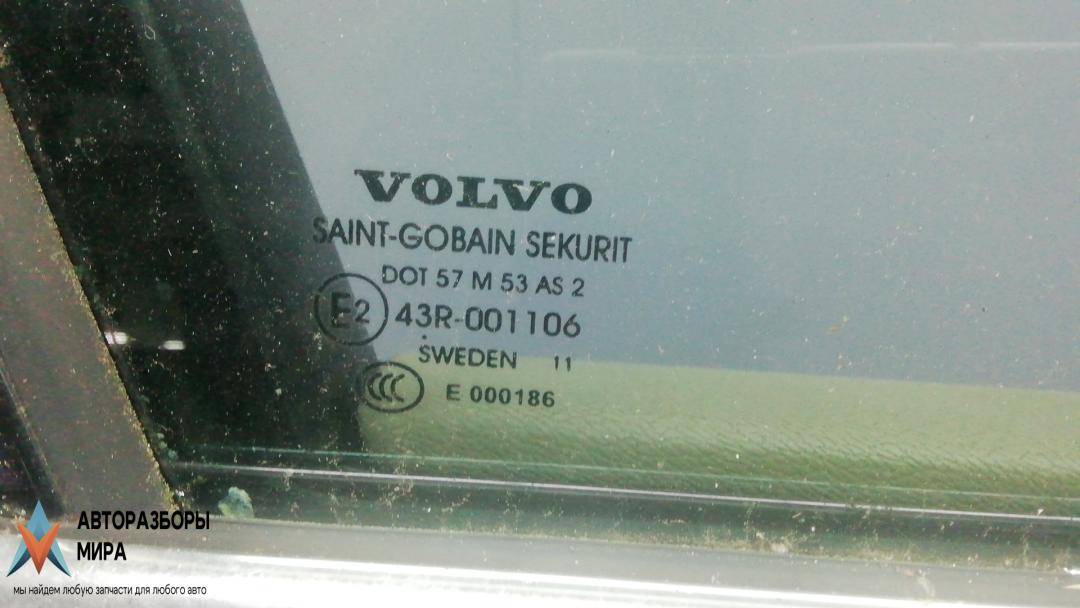 VOLVO
SAINT-GOBAIN SEKURIT
DOT 57 M 53 AS 2
E2 43R-001106
SWEDEN 11
CCC E 000186
АВТОРАЗБОРЫ
МИРА
мы найдем любую запчасти для любого авто